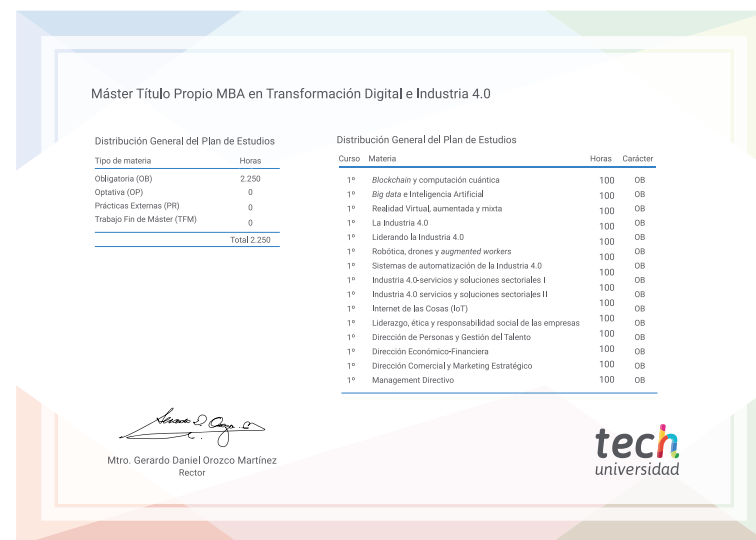 Máster Título Propio MBA en Transformación Digital e Industria 4.0
Distribución General del Plan de Estudios
Tipo de materia Horas
Obligatoria (OB) 2,250
Optativa (OP) 0
Prácticas Externas (PR) 0
Trabajo Fin de Máster (TFM) 0
Total 2.250
Distribución General del Plan de Estudios
Curso Materia Horas Carácter
1º Blockchain y computación cuántica 100 OB
1º Big data e Inteligencia Artificial 100 OB
1º Realidad Virtual, aumentada y mixta 100 OB
1º La Industria 4.0 100 OB
1º Liderando la Industria 4.0 100 OB
1º Robótica, drones y augmented workers 100 OB
1º Sistemas de automatización de la Industria 4.0 100 OB
1º Industria 4.0-servicios y soluciones sectoriales I 100 OB
1º Industria 4.0 servicios y soluciones sectoriales II 100 OB
1º Internet de las Cosas (IoT) 100 OB
1º Liderazgo, ética y responsabilidad social de las empresas 100 OB
1º Dirección de Personas y Gestión del Talento 100 OB
1º Dirección Económico-Financiera 100 OB
1º Dirección Comercial y Marketing Estratégico 100 OB
1º Management Directivo 100 OB
Mtro. Gerardo Daniel Orozco Martínez
Rector
tech
universidad